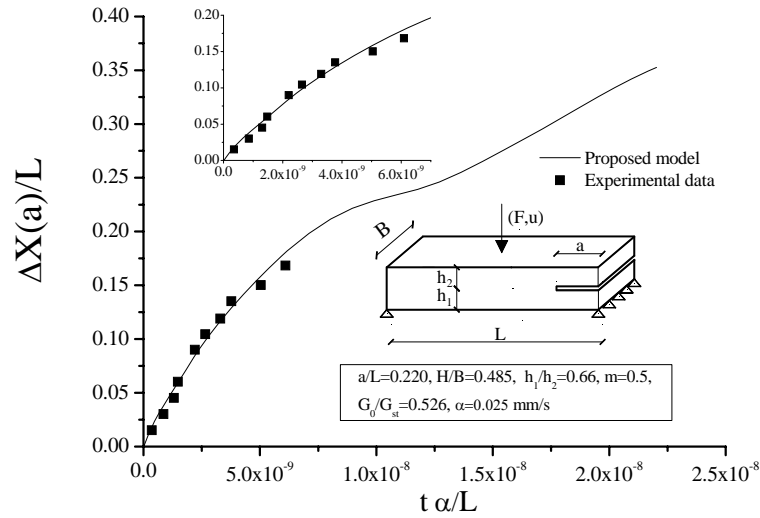 0.40
0.35
0.30
0.25
0.20
0.15
0.10
0.05
0.00
ΔX(a)/L
0.20
0.15
0.10
0.05
0.00
0.0
2.0x10⁻⁹
4.0x10⁻⁹
6.0x10⁻⁹
Proposed model
Experimental data
(F,u)
B
a
h₂
h₁
L
a/L=0.220, H/B=0.485, h₁/h₂=0.66, m=0.5,
G₀/Gₛₜ=0.526, α=0.025 mm/s
0.0
5.0x10⁻⁹
1.0x10⁻⁸
1.5x10⁻⁸
2.0x10⁻⁸
2.5x10⁻⁸
t α/L